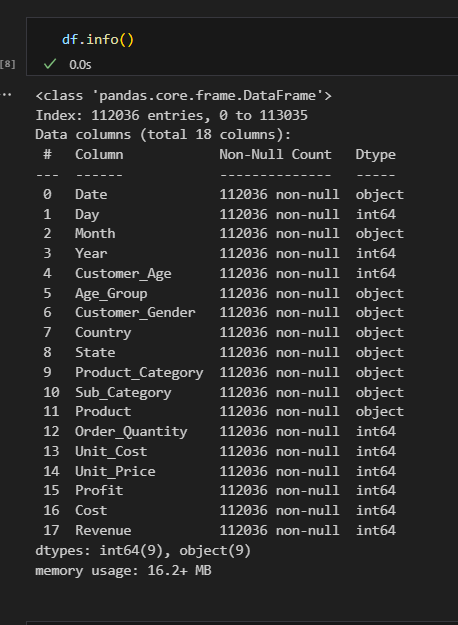 df.info()
[8]
✓ 0.0s
...
<class 'pandas.core.frame.DataFrame'>
Index: 112036 entries, 0 to 113035
Data columns (total 18 columns):
 #   Column            Non-Null Count   Dtype
---  ------            --------------   -----
 0   Date              112036 non-null  object
 1   Day               112036 non-null  int64
 2   Month             112036 non-null  object
 3   Year              112036 non-null  int64
 4   Customer_Age      112036 non-null  int64
 5   Age_Group         112036 non-null  object
 6   Customer_Gender   112036 non-null  object
 7   Country           112036 non-null  object
 8   State             112036 non-null  object
 9   Product_Category  112036 non-null  object
 10  Sub_Category      112036 non-null  object
 11  Product           112036 non-null  object
 12  Order_Quantity    112036 non-null  int64
 13  Unit_Cost         112036 non-null  int64
 14  Unit_Price        112036 non-null  int64
 15  Profit            112036 non-null  int64
 16  Cost              112036 non-null  int64
 17  Revenue           112036 non-null  int64
dtypes: int64(9), object(9)
memory usage: 16.2+ MB